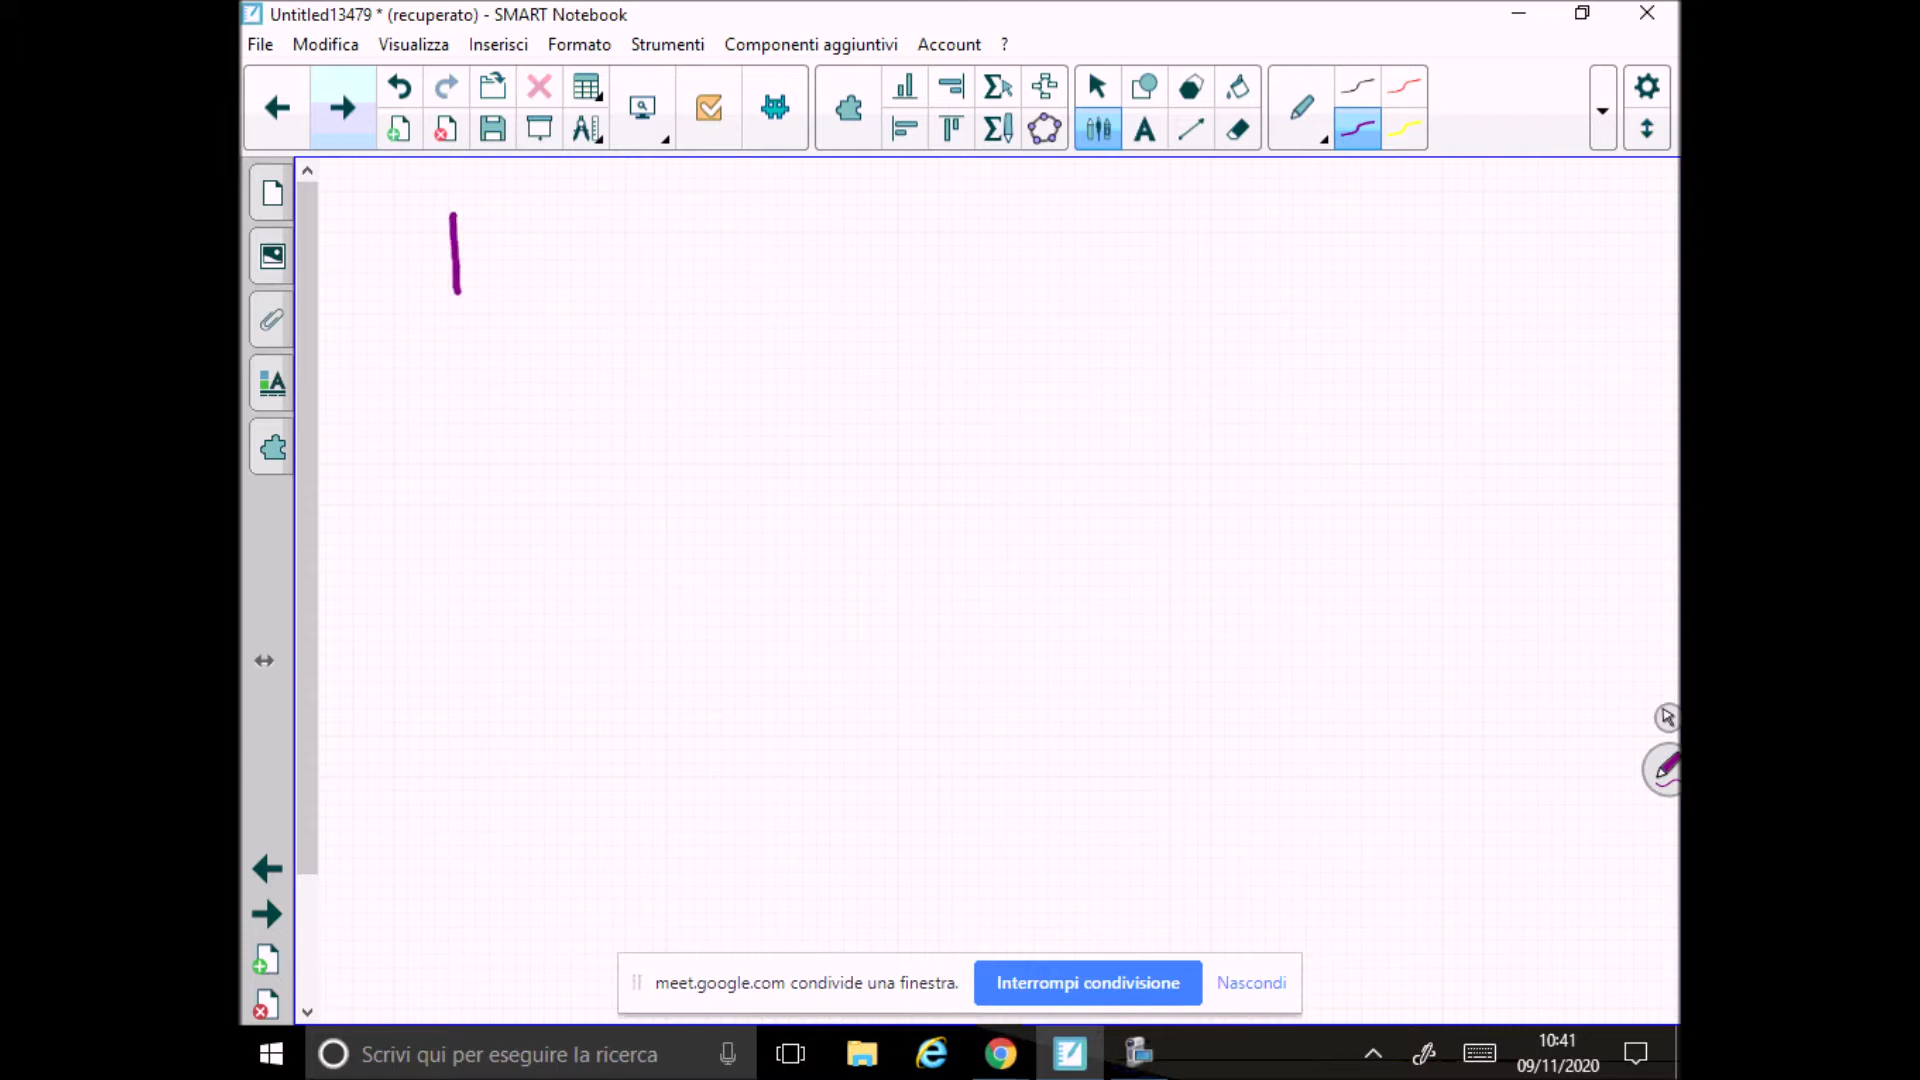 Untitled13479 * (recuperato) - SMART Notebook
File Modifica Visualizza Inserisci Formato Strumenti Componenti aggiuntivi Account ?
meet.google.com condivide una finestra. Interrompi condivisione Nascondi
Scrivi qui per eseguire la ricerca
10:41
09/11/2020